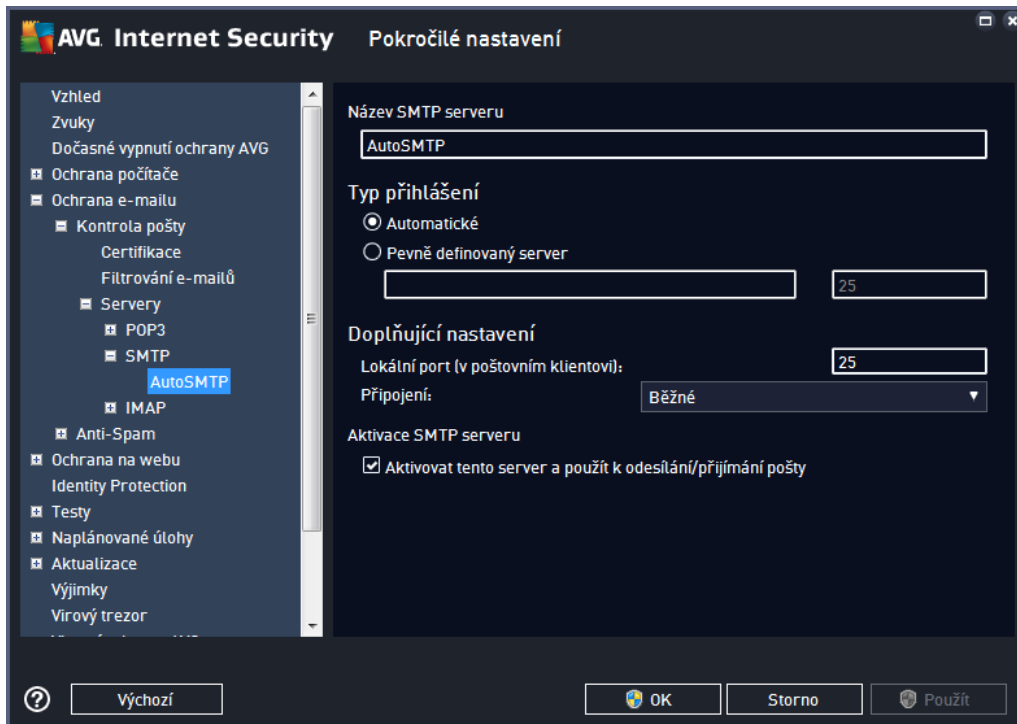 AVG. Internet Security Pokročilé nastavení
Vzhled
Zvuky
Dočasné vypnutí ochrany AVG
Ochrana počítače
Ochrana e-mailu
Kontrola pošty
Certifikace
Filtrování e-mailů
Servery
POP3
SMTP
AutoSMTP
IMAP
Anti-Spam
Ochrana na webu
Identity Protection
Testy
Naplánované úlohy
Aktualizace
Výjimky
Virový trezor
Název SMTP serveru
AutoSMTP
Typ přihlášení
Automatické
Pevně definovaný server
25
Doplňující nastavení
Lokální port (v poštovním klientovi): 25
Připojení: Běžné
Aktivace SMTP serveru
Aktivovat tento server a použít k odesílání/přijímání pošty
? Výchozí OK Storno Použít